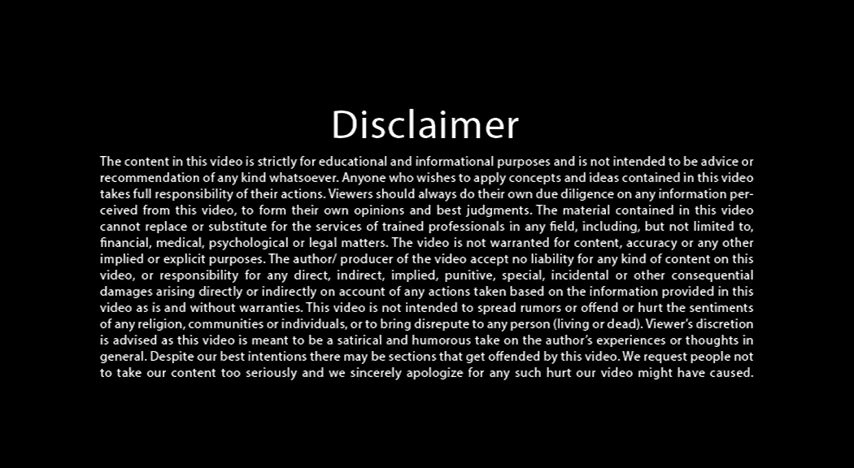 Disclaimer
The content in this video is strictly for educational and informational purposes and is not intended to be advice or
recommendation of any kind whatsoever. Anyone who wishes to apply concepts and ideas contained in this video
takes full responsibility of their actions. Viewers should always do their own due diligence on any information per-
ceived from this video, to form their own opinions and best judgments. The material contained in this video
cannot replace or substitute for the services of trained professionals in any field, including, but not limited to,
financial, medical, psychological or legal matters. The video is not warranted for content, accuracy or any other
implied or explicit purposes. The author/ producer of the video accept no liability for any kind of content on this
video, or responsibility for any direct, indirect, implied, punitive, special, incidental or other consequential
damages arising directly or indirectly on account of any actions taken based on the information provided in this
video as is and without warranties. This video is not intended to spread rumors or offend or hurt the sentiments
of any religion, communities or individuals, or to bring disrepute to any person (living or dead). Viewer's discretion
is advised as this video is meant to be a satirical and humorous take on the author's experiences or thoughts in
general. Despite our best intentions there may be sections that get offended by this video. We request people not
to take our content too seriously and we sincerely apologize for any such hurt our video might have caused.